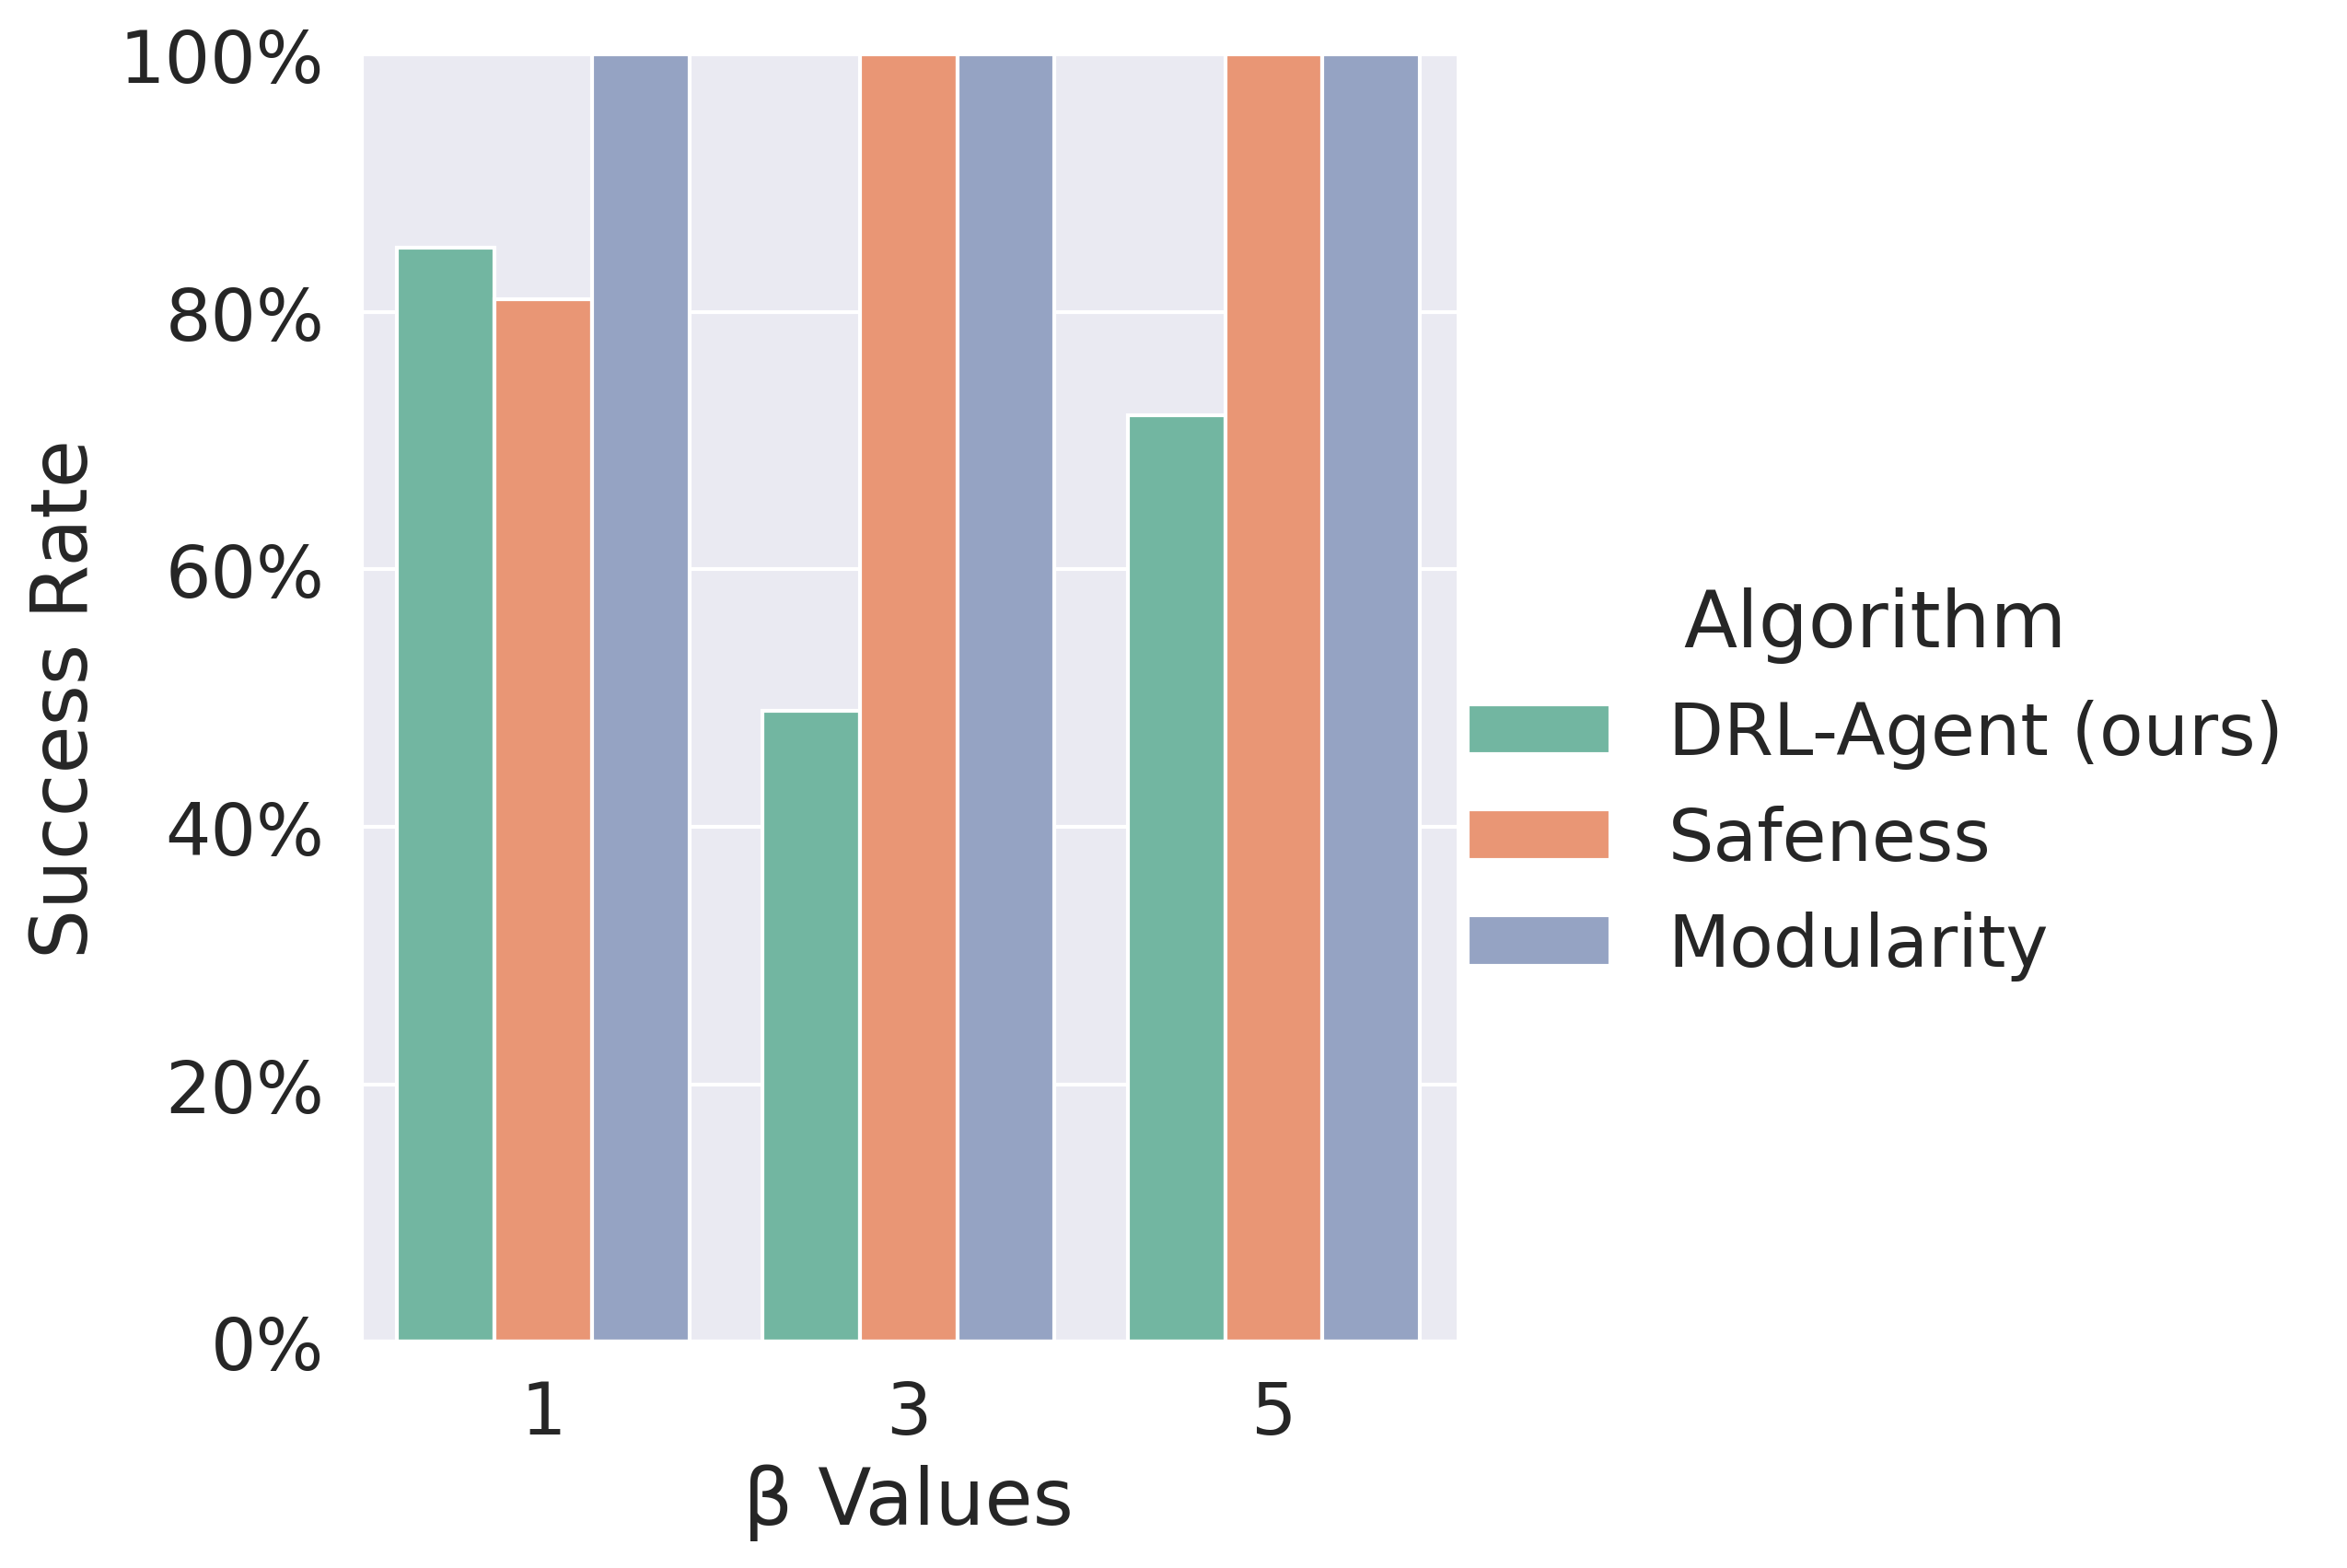 100%
80%
60%
40%
20%
0%
Success Rate
1 3 5
β Values
Algorithm
DRL-Agent (ours)
Safeness
Modularity